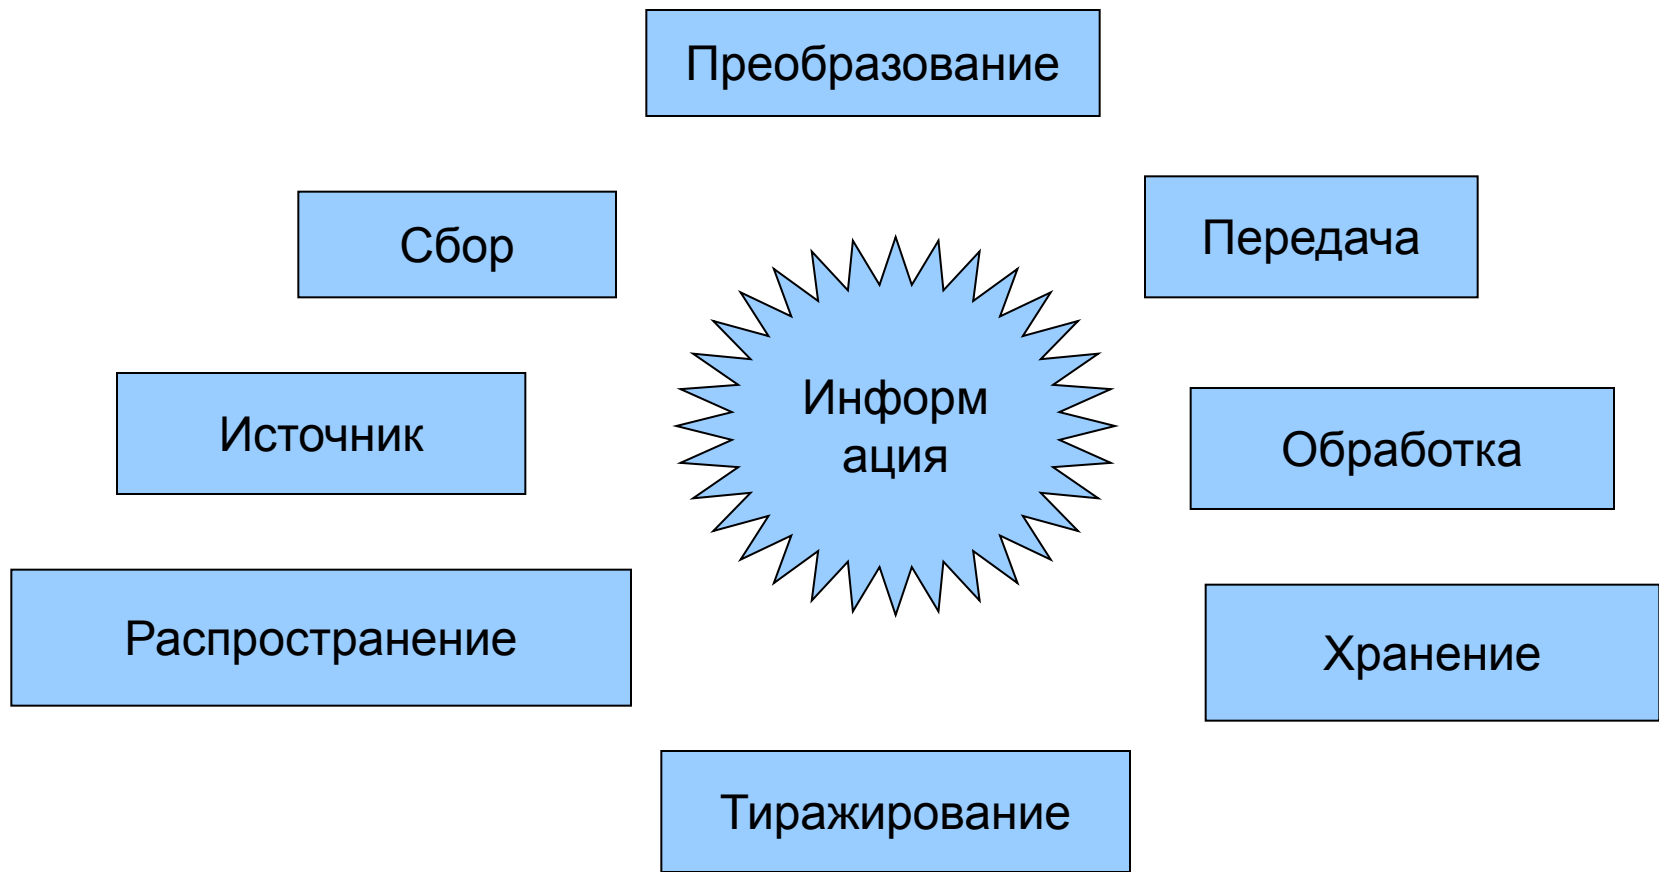 Преобразование
Передача
Сбор
Информ
ация
Источник
Обработка
Распространение
Хранение
Тиражирование